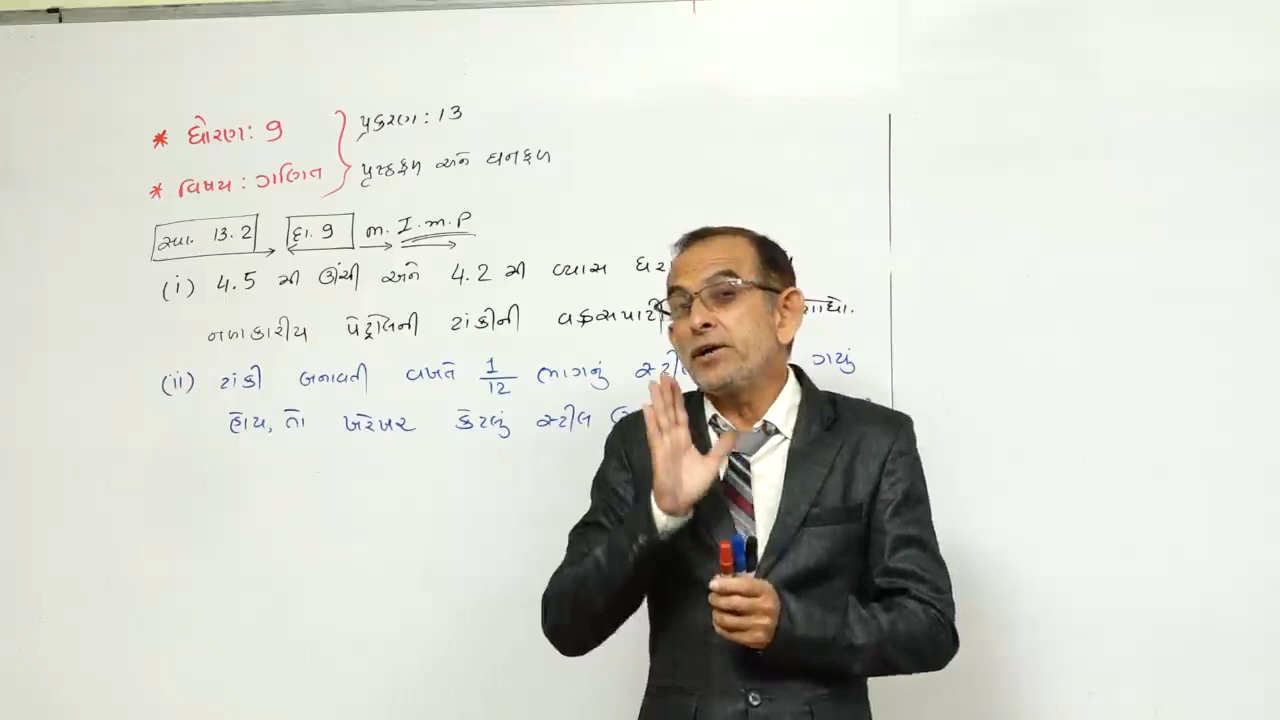 * ધોરણ: 9
* વિષય: ગણિત
પ્રકરણ: 13
પૃષ્ઠફળ અને ઘનફળ
સ્વા. 13.2 દા. 9 m. I.m.P
(i) 4.5 મી ઊંચી અને 4.2 મી વ્યાસ
નળાકારીય પેટ્રોલની ટાંકીની વક્રસપાટી શોધો.
(ii) ટાંકી બનાવતી વખતે 1/12 ભાગનું ગયું
હોય, તો ખરેખર કેટલું સ્ટીલ